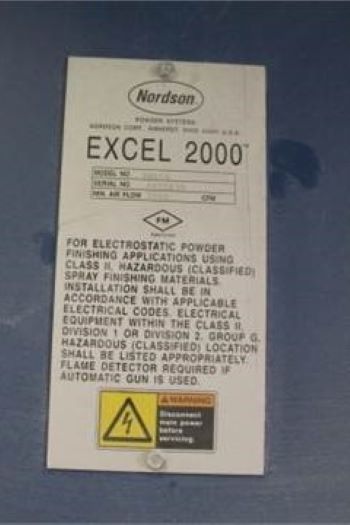 Nordson
POWDER SYSTEMS
NORDSON CORP. AMHERST, OHIO 44001 U.S.A.
EXCEL 2000™
MODEL NO.
SERIAL NO.
MIN. AIR FLOW CFM
FM
APPROVED
FOR ELECTROSTATIC POWDER
FINISHING APPLICATIONS USING
CLASS II, HAZARDOUS (CLASSIFIED)
SPRAY FINISHING MATERIALS.
INSTALLATION SHALL BE IN
ACCORDANCE WITH APPLICABLE
ELECTRICAL CODES. ELECTRICAL
EQUIPMENT WITHIN THE CLASS II,
DIVISION 1 OR DIVISION 2, GROUP G,
HAZARDOUS (CLASSIFIED) LOCATION
SHALL BE LISTED APPROPRIATELY.
FLAME DETECTOR REQUIRED IF
AUTOMATIC GUN IS USED.
WARNING
Disconnect
main power
before
servicing.